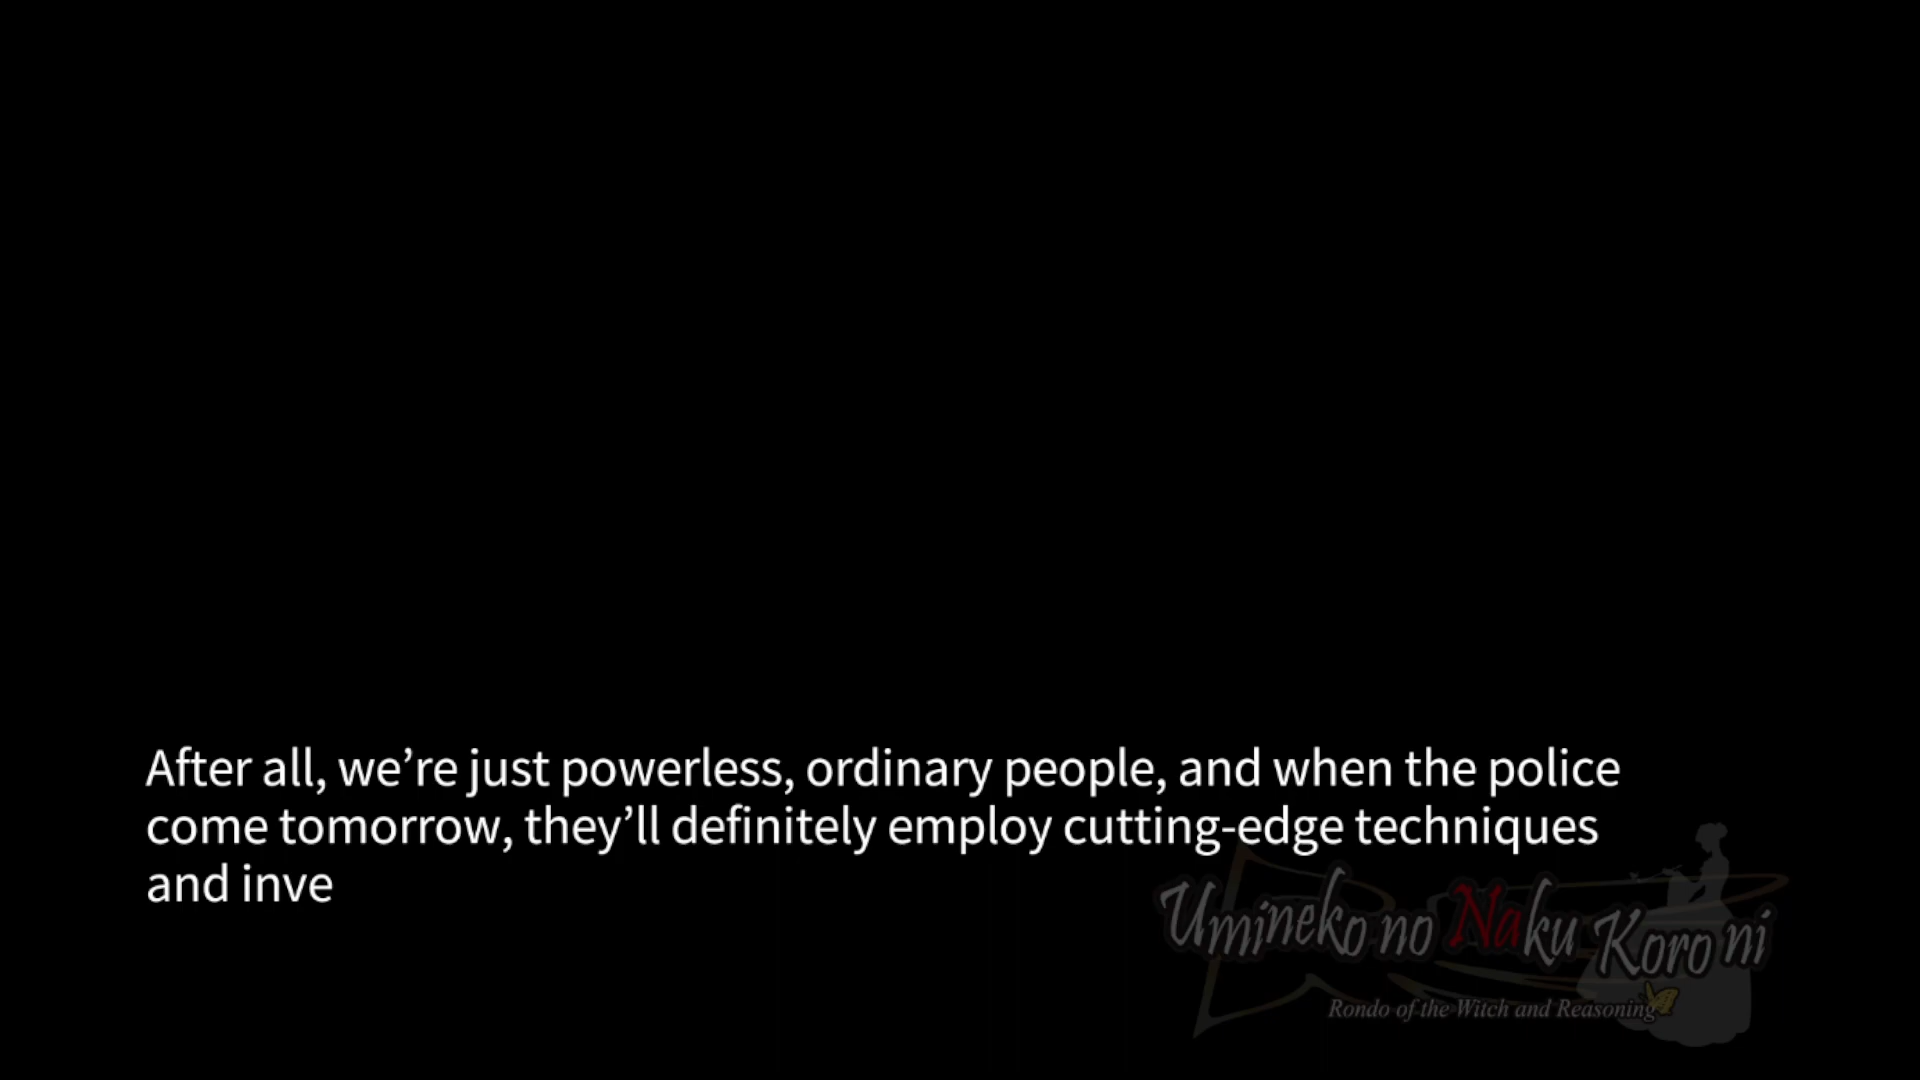 After all, we’re just powerless, ordinary people, and when the police
come tomorrow, they’ll definitely employ cutting-edge techniques
and inve
Umineko no Naku Koro ni
Rondo of the Witch and Reasoning